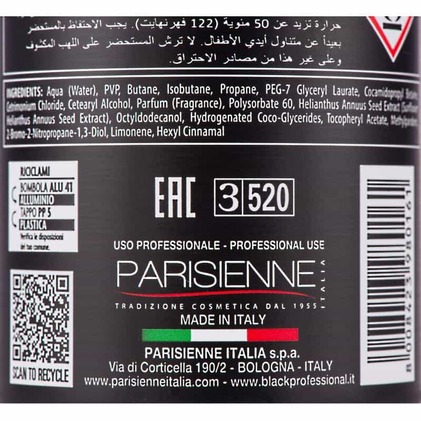 حرارة تزيد عن 50 مئوية (122 فهرنهايت). يجب الاحتفاظ بالمستحضر
بعيداً عن متناول أيدي الأطفال. لا ترش المستحضر على اللهب المكشوف
وعلى غير هذا من مصادر الاحتراق.
INGREDIENTS: Aqua (Water), PVP, Butane, Isobutane, Propane, PEG-7 Glyceryl Laurate, Cocamidopropyl
Cetrimonium Chloride, Cetearyl Alcohol, Parfum (Fragrance), Polysorbate 60, Helianthus Annuus Seed Extract (Sunflower
Helianthus Annuus Seed Extract), Octyldodecanol, Hydrogenated Coco-Glycerides, Tocopheryl Acetate,
2-Bromo-2-Nitropropane-1,3-Diol, Limonene, Hexyl Cinnamal
RICICLAMI
BOMBOLA ALU 41
ALLUMINIO
TAPPO PP 5
PLASTICA
Verifica le disposizioni
del tuo comune.
SCAN TO RECYCLE
EAC 3 520
USO PROFESSIONALE - PROFESSIONAL USE
PARISIENNE
ITALIA
TRADIZIONE COSMETICA DAL 1955
MADE IN ITALY
PARISIENNE ITALIA s.p.a.
Via di Corticella 190/2 - BOLOGNA - ITALY
www.parisienneitalia.com - www.blackprofessional.it
8008423980161